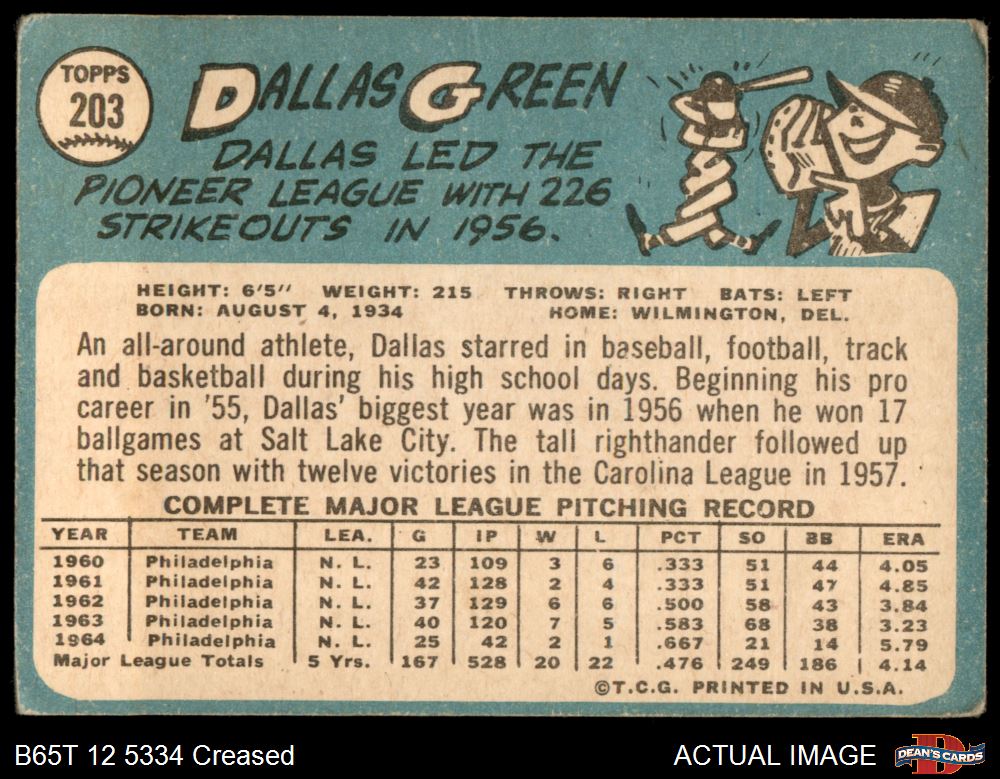 TOPPS
203
DALLAS GREEN
DALLAS LED THE
PIONEER LEAGUE WITH 226
STRIKEOUTS IN 1956.
HEIGHT: 6'5" WEIGHT: 215 THROWS: RIGHT BATS: LEFT
BORN: AUGUST 4, 1934 HOME: WILMINGTON, DEL.
An all-around athlete, Dallas starred in baseball, football, track
and basketball during his high school days. Beginning his pro
career in '55, Dallas' biggest year was in 1956 when he won 17
ballgames at Salt Lake City. The tall righthander followed up
that season with twelve victories in the Carolina League in 1957.
COMPLETE MAJOR LEAGUE PITCHING RECORD
YEAR TEAM LEA. G IP W L PCT SO BB ERA
1960 Philadelphia N. L. 23 109 3 6 .333 51 44 4.05
1961 Philadelphia N. L. 42 128 2 4 .333 51 47 4.85
1962 Philadelphia N. L. 37 129 6 6 .500 58 43 3.84
1963 Philadelphia N. L. 40 120 7 5 .583 68 38 3.23
1964 Philadelphia N. L. 25 42 2 1 .667 21 14 5.79
Major League Totals 5 Yrs. 167 528 20 22 .476 249 186 4.14
©T.C.G. PRINTED IN U.S.A.
B65T 12 5334 Creased ACTUAL IMAGE DEAN'S CARDS